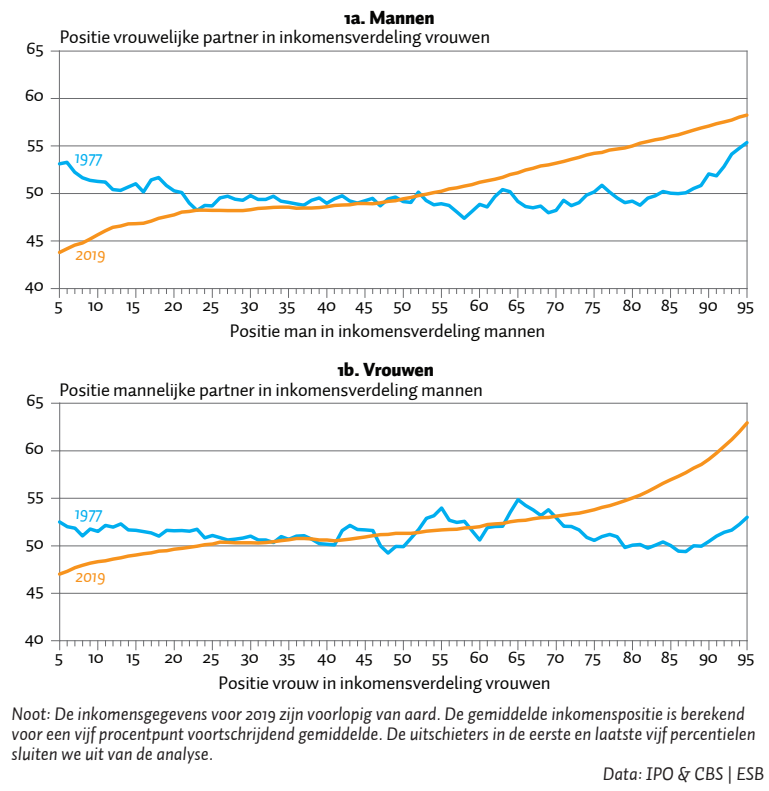 1a. Mannen
Positie vrouwelijke partner in inkomensverdeling vrouwen
65
60
55
50
45
40
1977
2019
5 10 15 20 25 30 35 40 45 50 55 60 65 70 75 80 85 90 95
Positie man in inkomensverdeling mannen
1b. Vrouwen
Positie mannelijke partner in inkomensverdeling mannen
65
60
55
50
45
40
1977
2019
5 10 15 20 25 30 35 40 45 50 55 60 65 70 75 80 85 90 95
Positie vrouw in inkomensverdeling vrouwen
Noot: De inkomensgegevens voor 2019 zijn voorlopig van aard. De gemiddelde inkomenspositie is berekend
voor een vijf procentpunt voortschrijdend gemiddelde. De uitschieters in de eerste en laatste vijf percentielen
sluiten we uit van de analyse.
Data: IPO & CBS | ESB